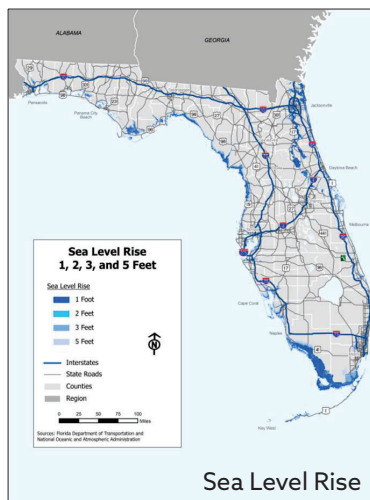 ALABAMA
GEORGIA
Pensacola
Panama City
Beach
Jacksonville
Daytona Beach
Melbourne
Cape Coral
Naples
Key West
Sea Level Rise
1, 2, 3, and 5 Feet
Sea Level Rise
1 Foot
2 Feet
3 Feet
5 Feet
N
Interstates
State Roads
Counties
Region
0 25 50 75 100
Miles
Sources: Florida Department of Transportation and
National Oceanic and Atmospheric Administration
Sea Level Rise